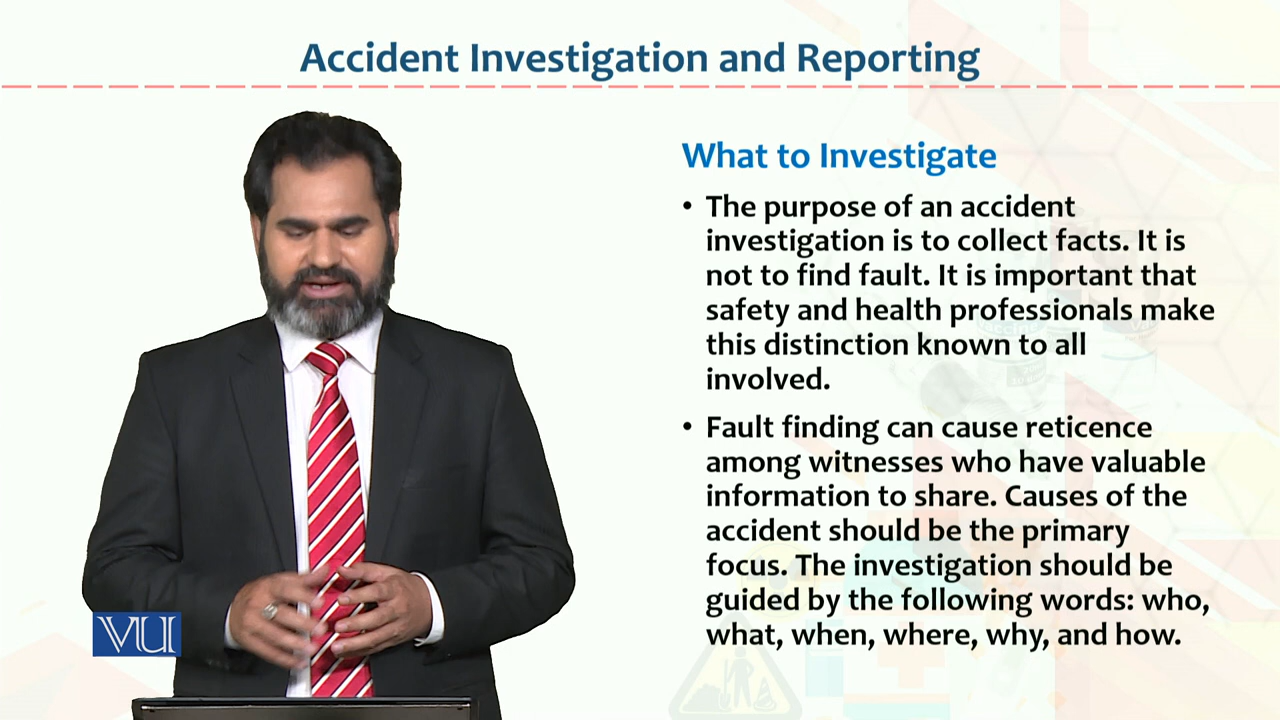 Accident Investigation and Reporting
What to Investigate
• The purpose of an accident
investigation is to collect facts. It is
not to find fault. It is important that
safety and health professionals make
this distinction known to all
involved.
• Fault finding can cause reticence
among witnesses who have valuable
information to share. Causes of the
accident should be the primary
focus. The investigation should be
guided by the following words: who,
what, when, where, why, and how.
VU